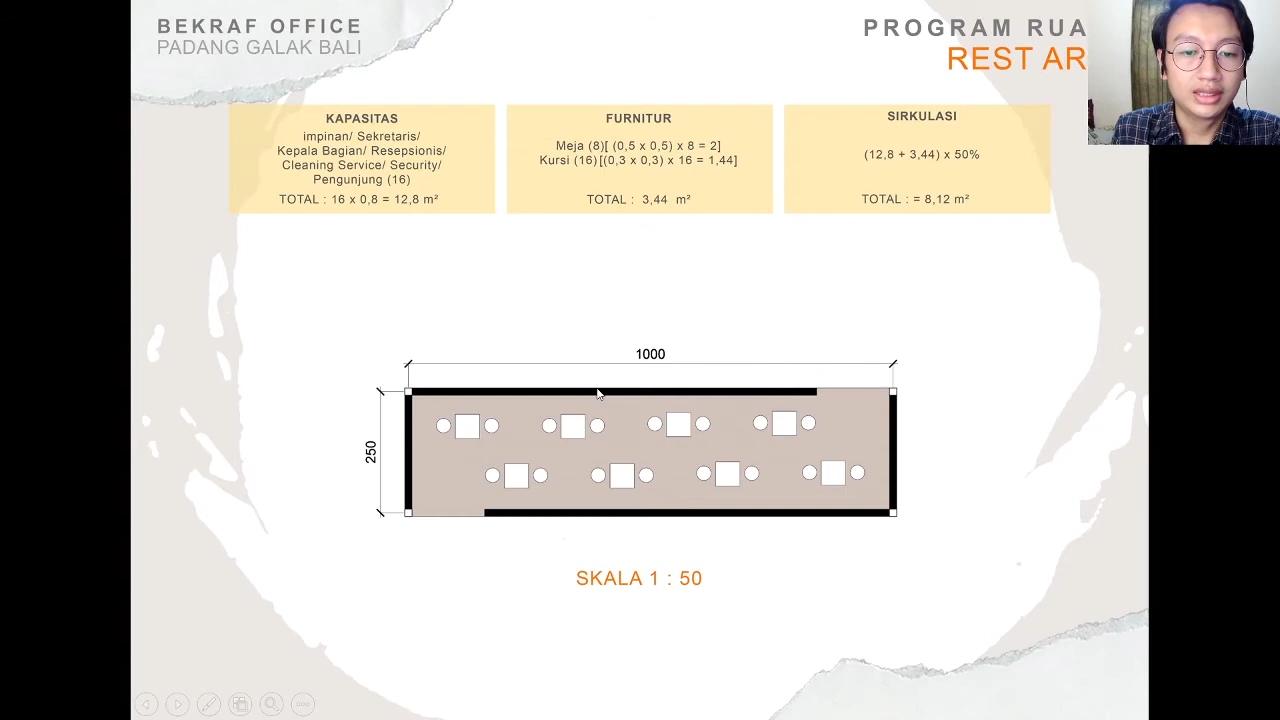 BEKRAF OFFICE
PADANG GALAK BALI
PROGRAM RUA
REST AR
KAPASITAS
impinan/ Sekretaris/
Kepala Bagian/ Resepsionis/
Cleaning Service/ Security/
Pengunjung (16)
TOTAL : 16 x 0,8 = 12,8 m²
FURNITUR
Meja (8)[ (0,5 x 0,5) x 8 = 2]
Kursi (16)[(0,3 x 0,3) x 16 = 1,44]
TOTAL : 3,44 m²
SIRKULASI
(12,8 + 3,44) x 50%
TOTAL : = 8,12 m²
1000
250
SKALA 1 : 50